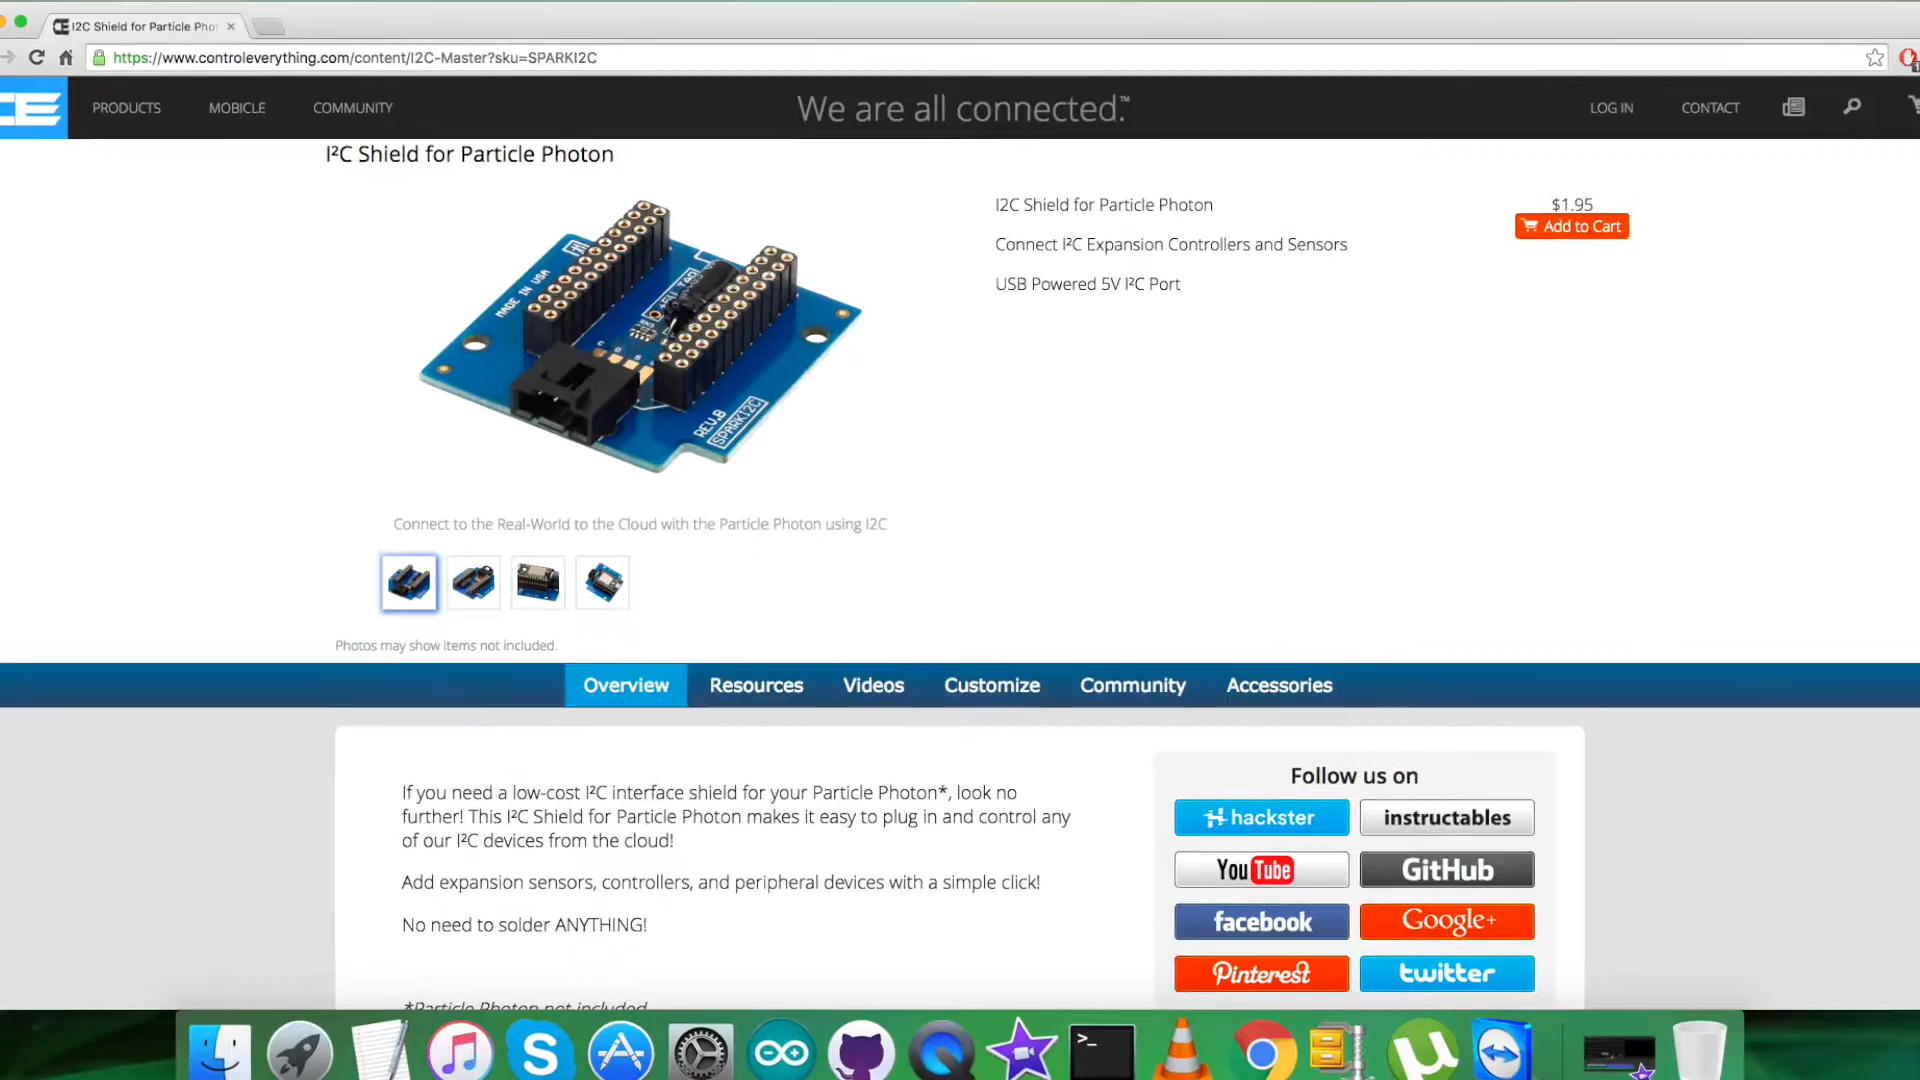 I2C Shield for Particle Pho
https://www.controleverything.com/content/I2C-Master?sku=SPARKI2C
CE
PRODUCTS
MOBICLE
COMMUNITY
We are all connected.™
LOG IN
CONTACT
I²C Shield for Particle Photon
MADE IN USA
REV.B
SPARKI2C
I2C Shield for Particle Photon
$1.95
Add to Cart
Connect I²C Expansion Controllers and Sensors
USB Powered 5V I²C Port
Connect to the Real-World to the Cloud with the Particle Photon using I2C
Photos may show items not included.
Overview
Resources
Videos
Customize
Community
Accessories
If you need a low-cost I²C interface shield for your Particle Photon*, look no
further! This I²C Shield for Particle Photon makes it easy to plug in and control any
of our I²C devices from the cloud!
Add expansion sensors, controllers, and peripheral devices with a simple click!
No need to solder ANYTHING!
*Particle Photon not included
Follow us on
hackster
instructables
YouTube
GitHub
facebook
Google+
Pinterest
twitter